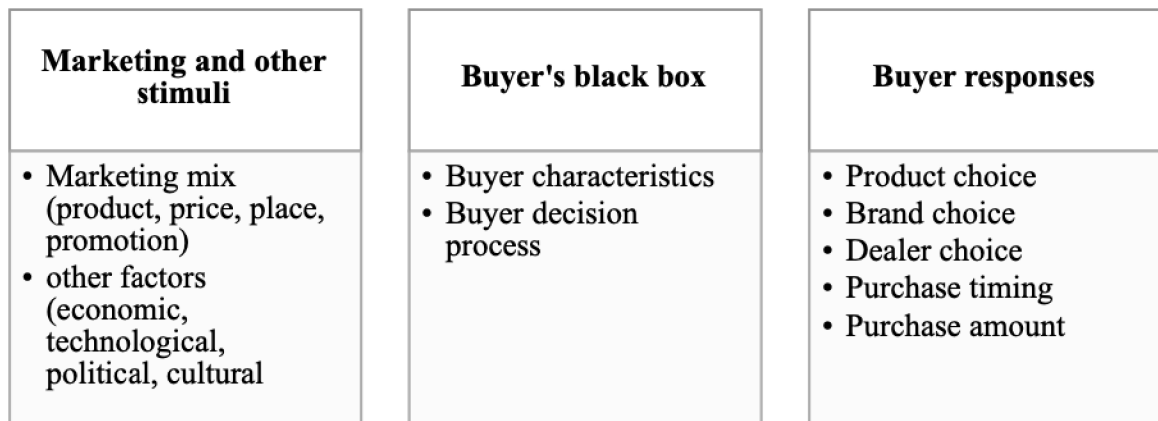 Marketing and other
stimuli
• Marketing mix
(product, price, place,
promotion)
• other factors
(economic,
technological,
political, cultural
Buyer's black box
• Buyer characteristics
• Buyer decision
process
Buyer responses
• Product choice
• Brand choice
• Dealer choice
• Purchase timing
• Purchase amount